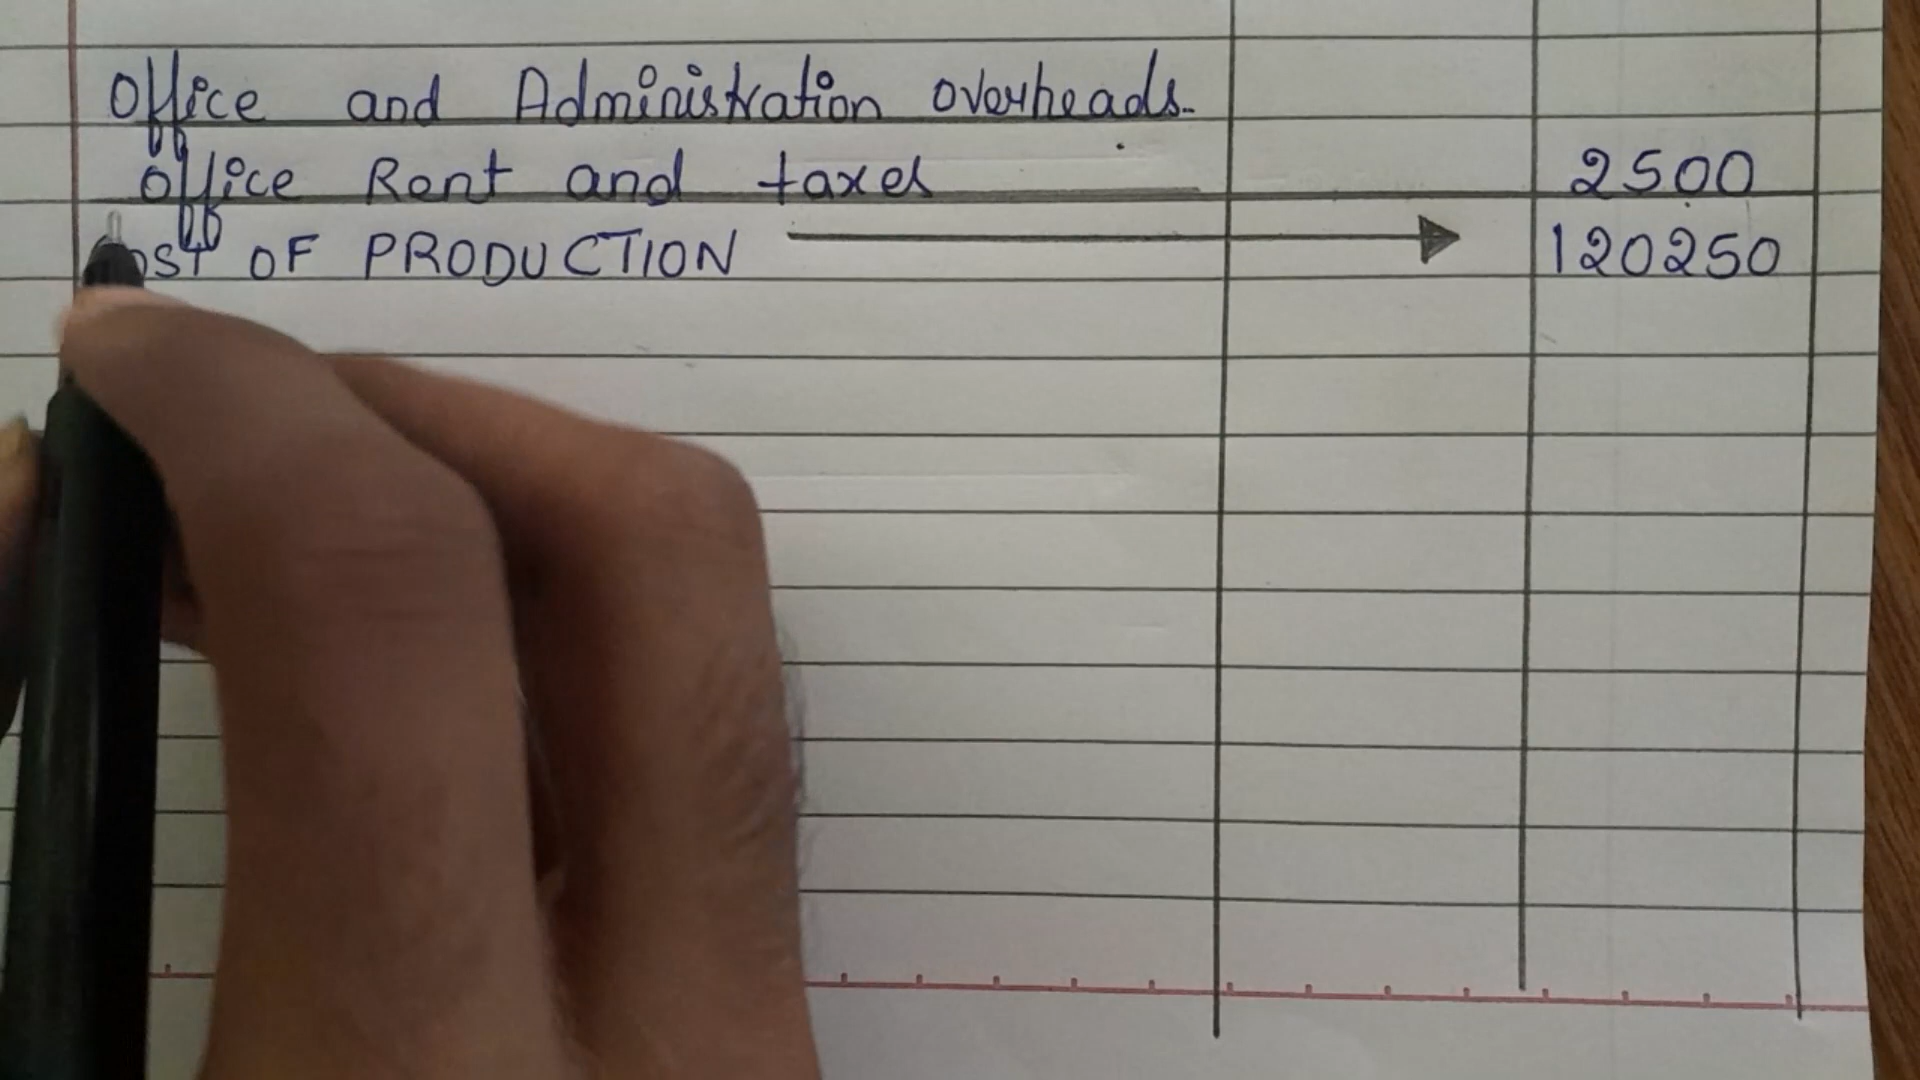 Office and Administration overheads.
Office Rent and taxes 2500
OF PRODUCTION 120250